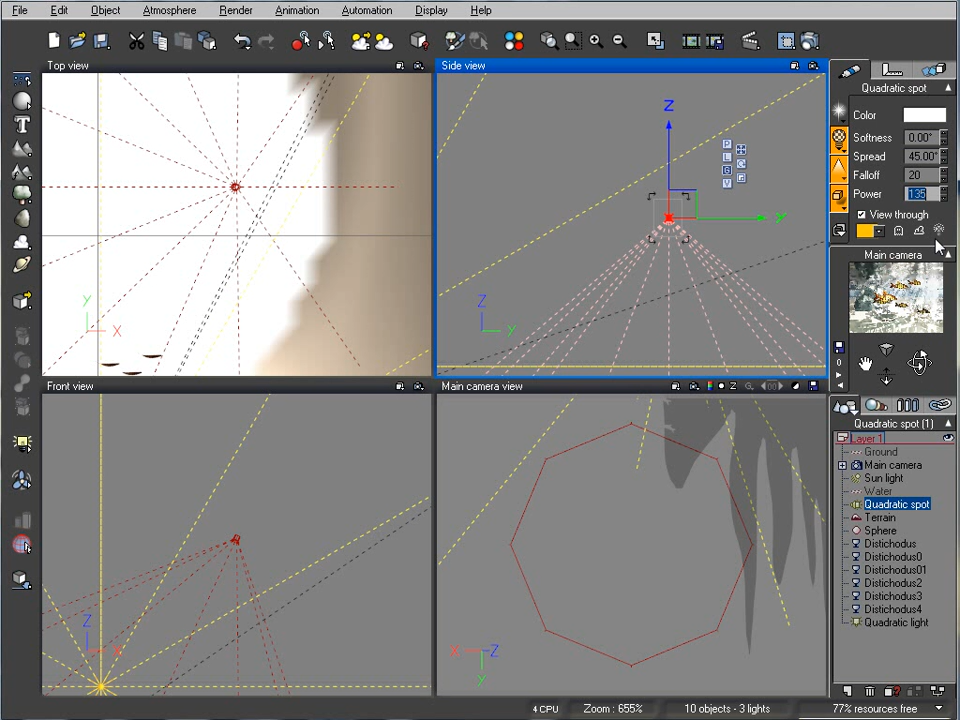 File Edit Object Atmosphere Render Animation Automation Display Help
Top view
Side view
Quadratic spot
Color
Softness 0.00°
Spread 45.00°
Falloff 20
Power 135
View through
Z
Y
P
L
G
V
Y
X
Z
Y
Main camera
Front view
Main camera view
Z
Quadratic spot (1)
Layer 1
Ground
Main camera
Sun light
Water
Quadratic spot
Terrain
Sphere
Distichodus
Distichodus0
Distichodus01
Distichodus2
Distichodus3
Distichodus4
Quadratic light
Z
X
X
Z
Y
4 CPU Zoom : 655% 10 objects - 3 lights 77% resources free